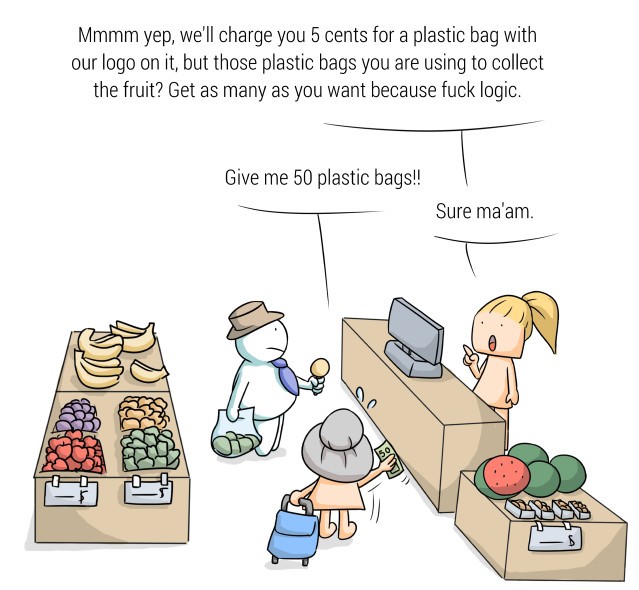 Mmmm yep, we'll charge you 5 cents for a plastic bag with
our logo on it, but those plastic bags you are using to collect
the fruit? Get as many as you want because fuck logic.
Give me 50 plastic bags!!
Sure ma'am.
50